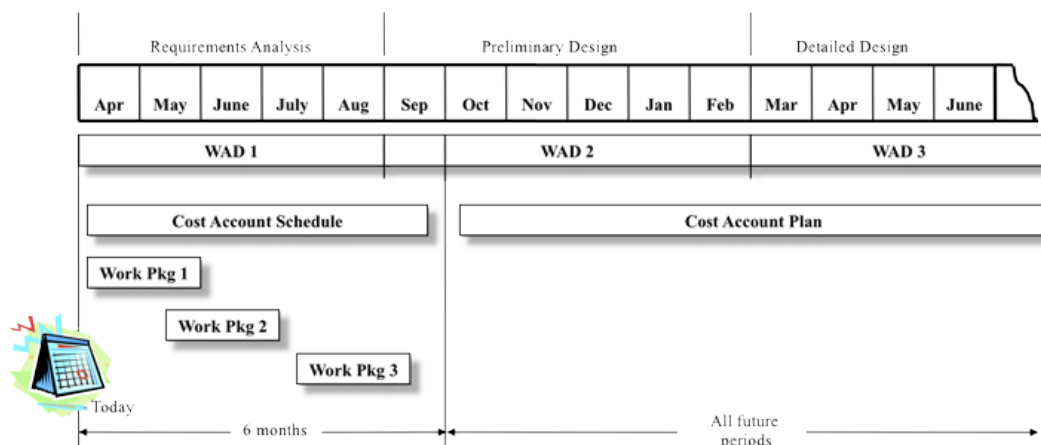 Requirements Analysis Preliminary Design Detailed Design
Apr May June July Aug Sep Oct Nov Dec Jan Feb Mar Apr May June
WAD 1 WAD 2 WAD 3
Cost Account Schedule Cost Account Plan
Work Pkg 1
Work Pkg 2
Work Pkg 3
Today
6 months All future
periods